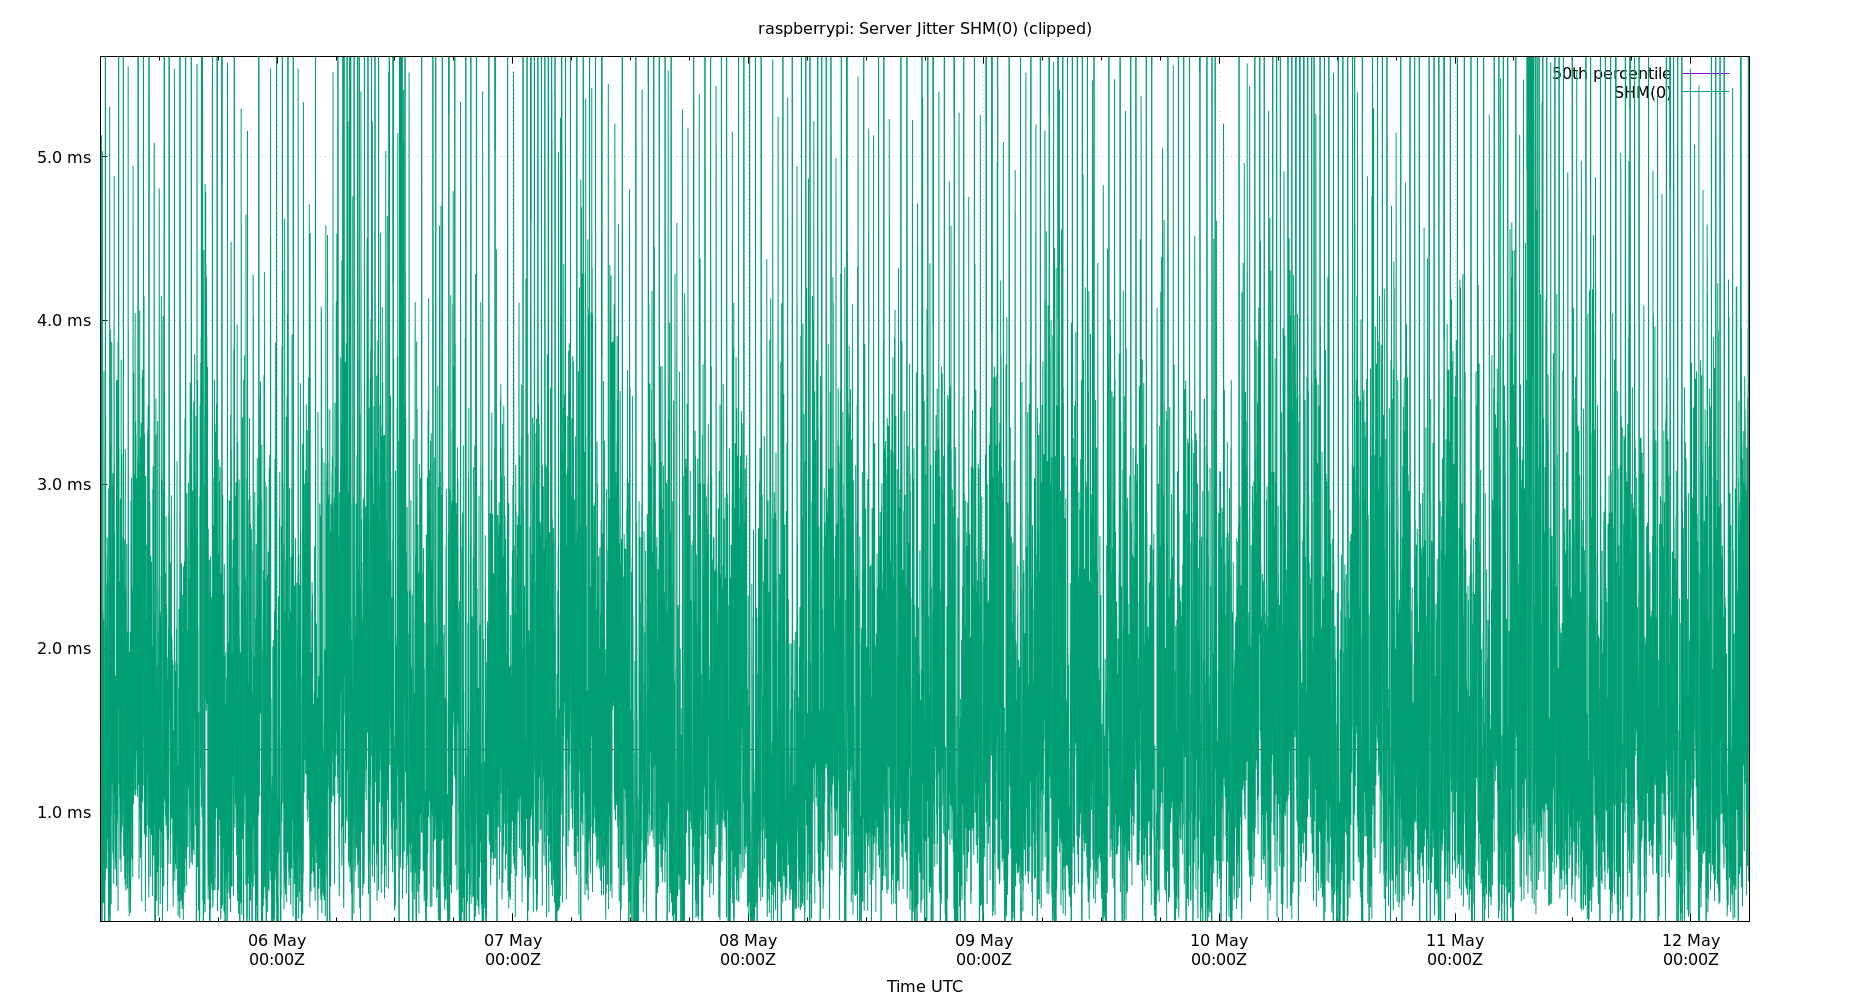 raspberrypi: Server Jitter SHM(0) (clipped)
50th percentile
SHM(0)
5.0 ms
4.0 ms
3.0 ms
2.0 ms
1.0 ms
06 May 07 May 08 May 09 May 10 May 11 May 12 May
00:00Z 00:00Z 00:00Z 00:00Z 00:00Z 00:00Z 00:00Z
Time UTC